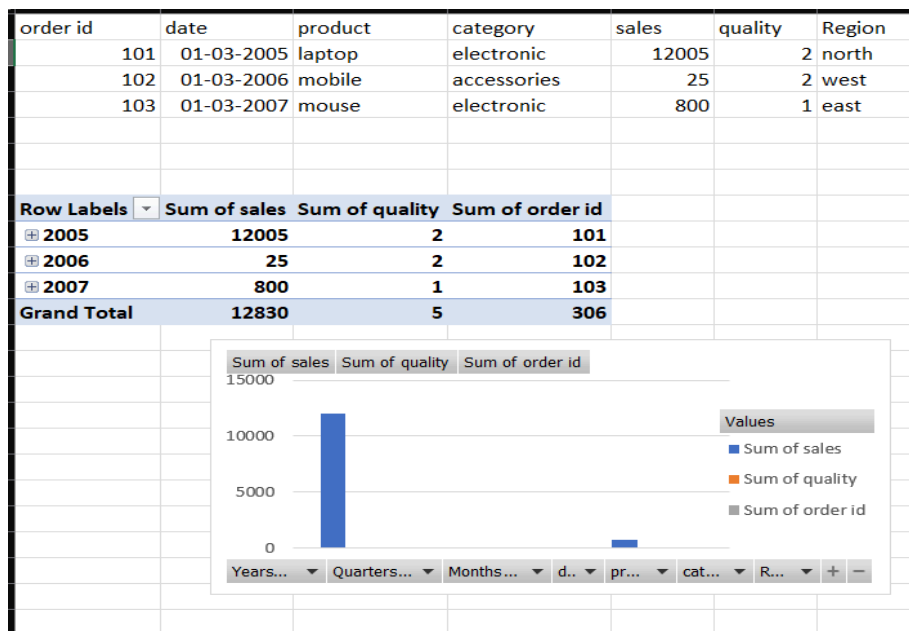 order id date product category sales quality Region
101 01-03-2005 laptop electronic 12005 2 north
102 01-03-2006 mobile accessories 25 2 west
103 01-03-2007 mouse electronic 800 1 east
Row Labels Sum of sales Sum of quality Sum of order id
2005 12005 2 101
2006 25 2 102
2007 800 1 103
Grand Total 12830 5 306
Sum of sales Sum of quality Sum of order id
15000
10000
5000
0
Values
Sum of sales
Sum of quality
Sum of order id
Years... Quarters... Months... d.. pr... cat... R... + −